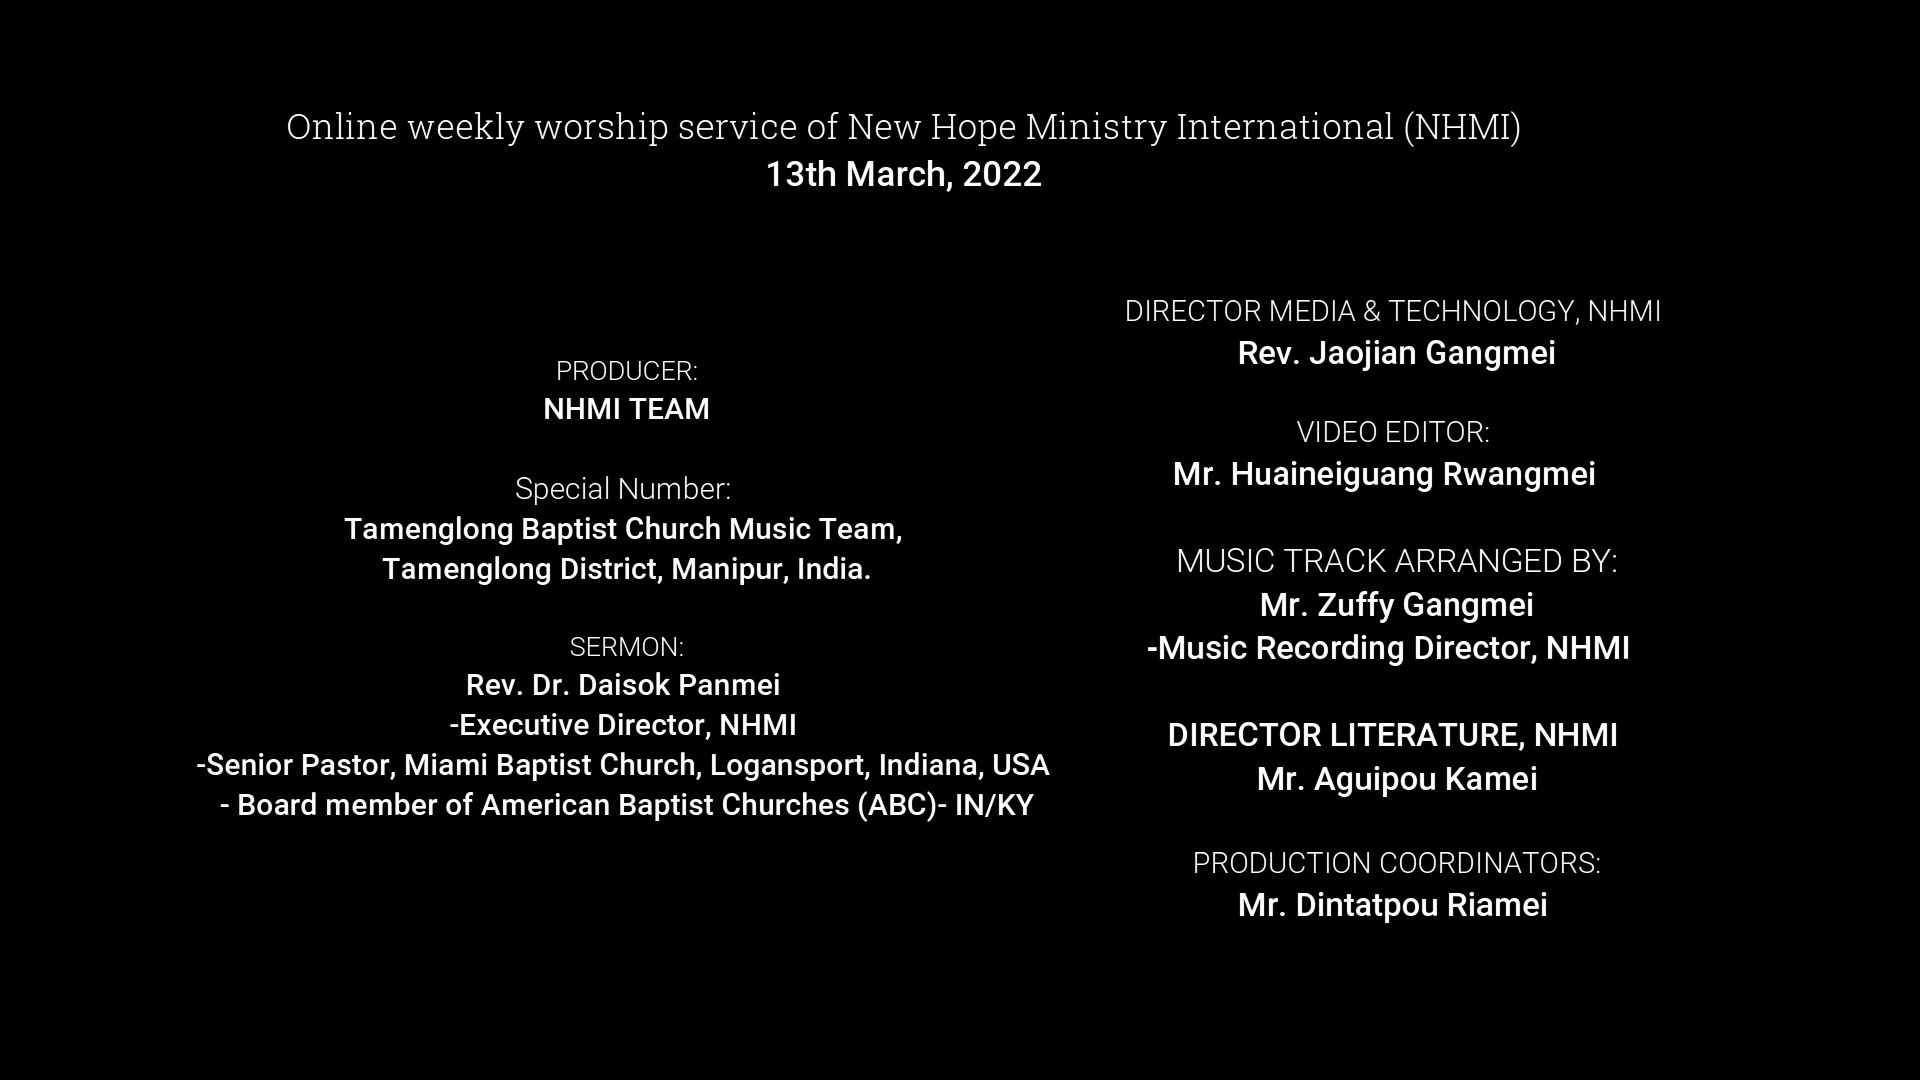 Online weekly worship service of New Hope Ministry International (NHMI)
13th March, 2022
PRODUCER:
NHMI TEAM
Special Number:
Tamenglong Baptist Church Music Team,
Tamenglong District, Manipur, India.
SERMON:
Rev. Dr. Daisok Panmei
-Executive Director, NHMI
-Senior Pastor, Miami Baptist Church, Logansport, Indiana, USA
- Board member of American Baptist Churches (ABC)- IN/KY
DIRECTOR MEDIA & TECHNOLOGY, NHMI
Rev. Jaojian Gangmei
VIDEO EDITOR:
Mr. Huaineiguang Rwangmei
MUSIC TRACK ARRANGED BY:
Mr. Zuffy Gangmei
-Music Recording Director, NHMI
DIRECTOR LITERATURE, NHMI
Mr. Aguipou Kamei
PRODUCTION COORDINATORS:
Mr. Dintatpou Riamei